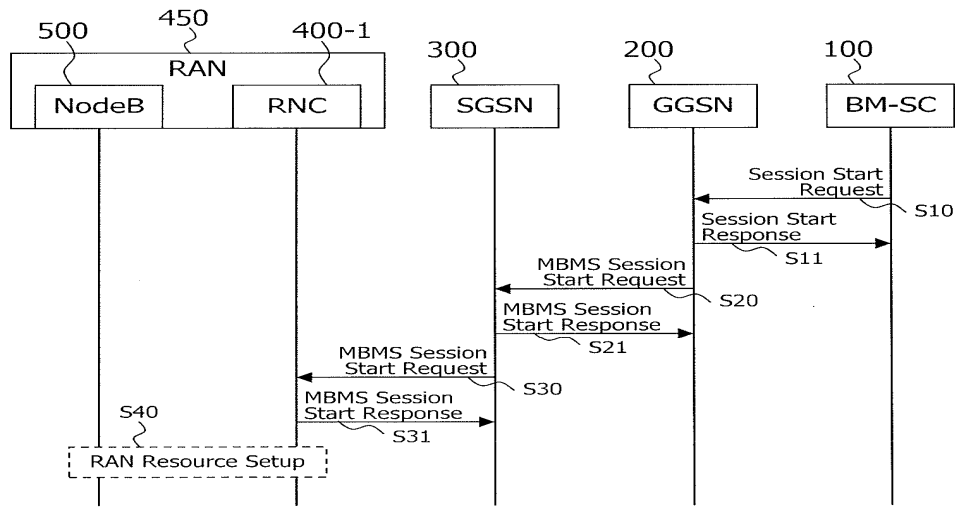 450
500
400-1
300
200
100
RAN
NodeB
RNC
SGSN
GGSN
BM-SC
Session Start
Request
S10
Session Start
Response
S11
MBMS Session
Start Request
S20
MBMS Session
Start Response
S21
MBMS Session
Start Request
S30
MBMS Session
Start Response
S31
S40
RAN Resource Setup